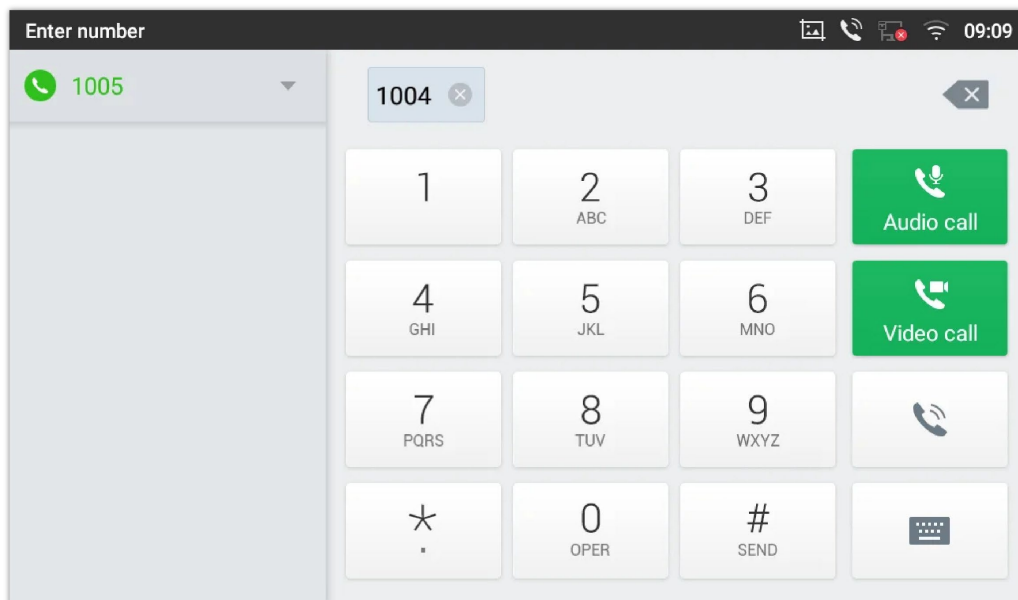 Enter number 09:09
1005
1004
1
2 ABC
3 DEF
Audio call
4 GHI
5 JKL
6 MNO
Video call
7 PQRS
8 TUV
9 WXYZ
* .
0 OPER
# SEND